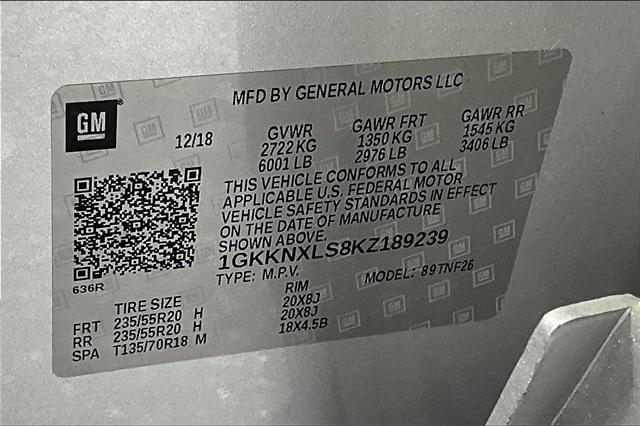 MFD BY GENERAL MOTORS LLC
GM
12/18
GVWR
2722 KG
6001 LB
GAWR FRT
1350 KG
2976 LB
GAWR RR
1545 KG
3406 LB
THIS VEHICLE CONFORMS TO ALL
APPLICABLE U.S. FEDERAL MOTOR
VEHICLE SAFETY STANDARDS IN EFFECT
ON THE DATE OF MANUFACTURE
SHOWN ABOVE.
1GKKNXLS8KZ189239
TYPE: M.P.V. MODEL: 89TNF26
636R
TIRE SIZE RIM
FRT 235/55R20 H 20X8J
RR 235/55R20 H 20X8J
SPA T135/70R18 M 18X4.5B